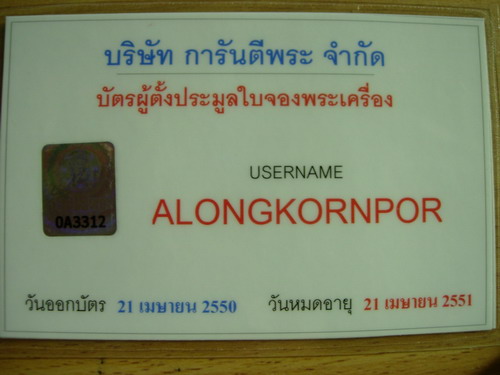 บริษัท การันตีพระ จำกัด
บัตรผู้ตั้งประมูลใบจองพระเครื่อง
USERNAME
ALONGKORNPOR
OA3312
วันออกบัตร 21 เมษายน 2550 วันหมดอายุ 21 เมษายน 2551